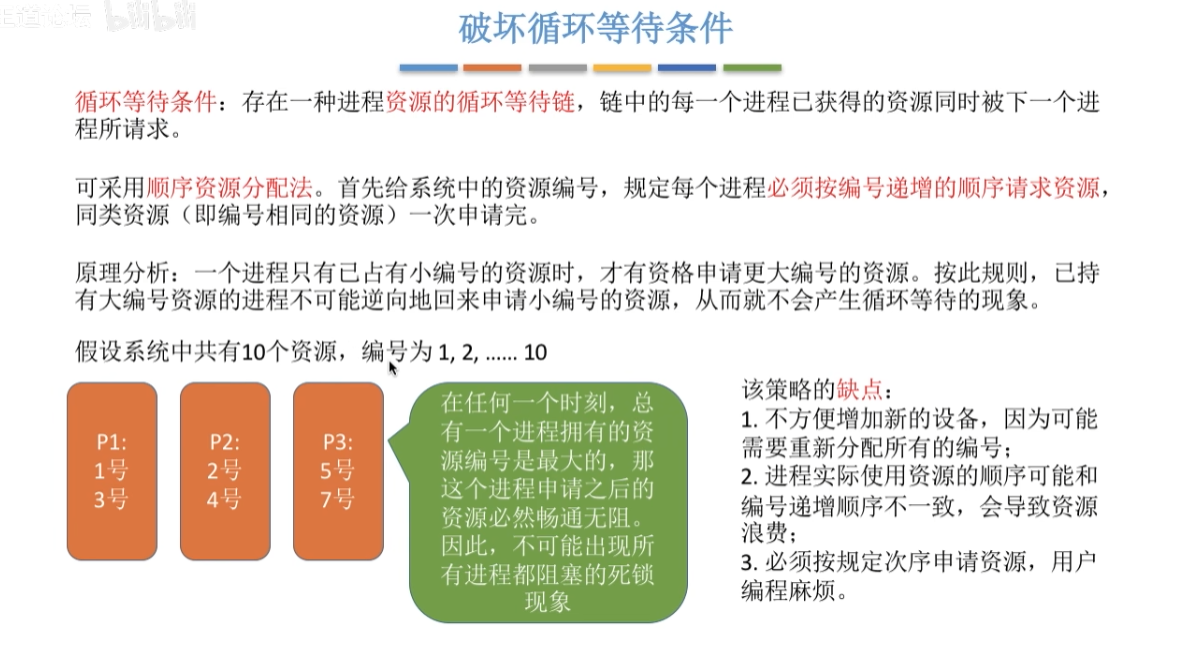 bilibili
破坏循环等待条件
循环等待条件：存在一种进程资源的循环等待链，链中的每一个进程已获得的资源同时被下一个进
程所请求。
可采用顺序资源分配法。首先给系统中的资源编号，规定每个进程必须按编号递增的顺序请求资源，
同类资源（即编号相同的资源）一次申请完。
原理分析：一个进程只有已占有小编号的资源时，才有资格申请更大编号的资源。按此规则，已持
有大编号资源的进程不可能逆向地回来申请小编号的资源，从而就不会产生循环等待的现象。
假设系统中共有10个资源，编号为 1, 2, …… 10
P1:
1号
3号
P2:
2号
4号
P3:
5号
7号
在任何一个时刻，总
有一个进程拥有的资
源编号是最大的，那
这个进程申请之后的
资源必然畅通无阻。
因此，不可能出现所
有进程都阻塞的死锁
现象
该策略的缺点：
1. 不方便增加新的设备，因为可能
需要重新分配所有的编号；
2. 进程实际使用资源的顺序可能和
编号递增顺序不一致，会导致资源
浪费；
3. 必须按规定次序申请资源，用户
编程麻烦。